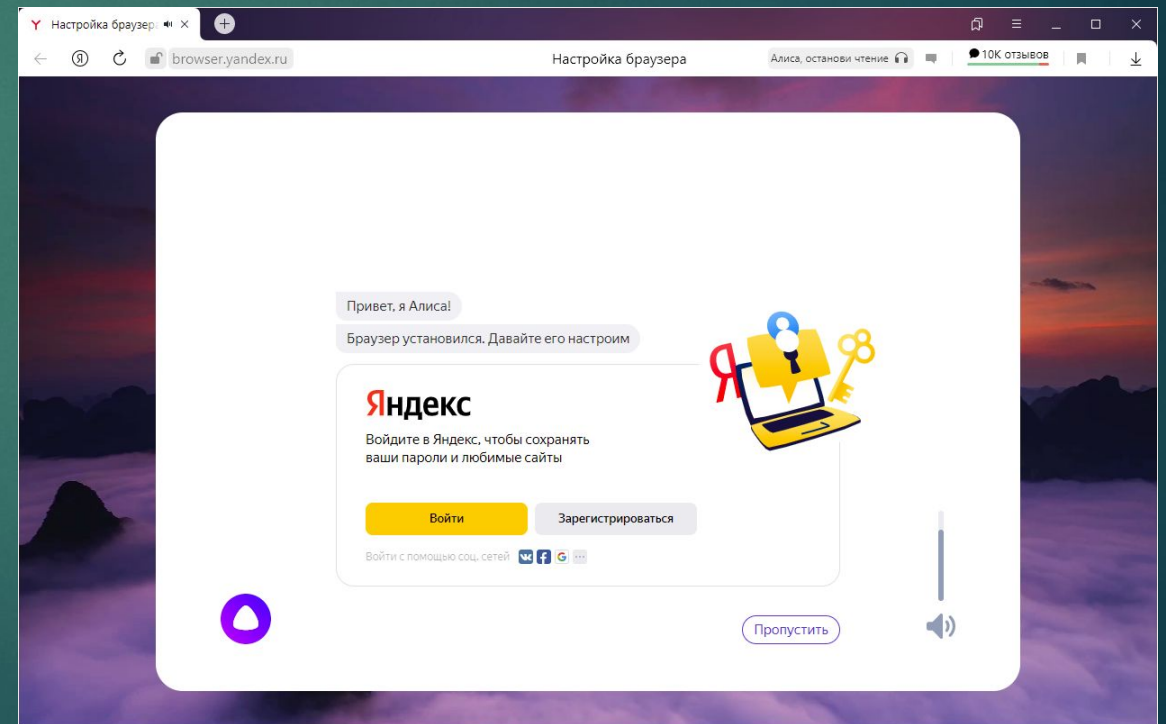 Настройка браузера
browser.yandex.ru
Настройка браузера
Алиса, останови чтение
10K отзывов
Привет, я Алиса!
Браузер установился. Давайте его настроим
Яндекс
Войдите в Яндекс, чтобы сохранять
ваши пароли и любимые сайты
Войти
Зарегистрироваться
Войти с помощью соц. сетей
Пропустить